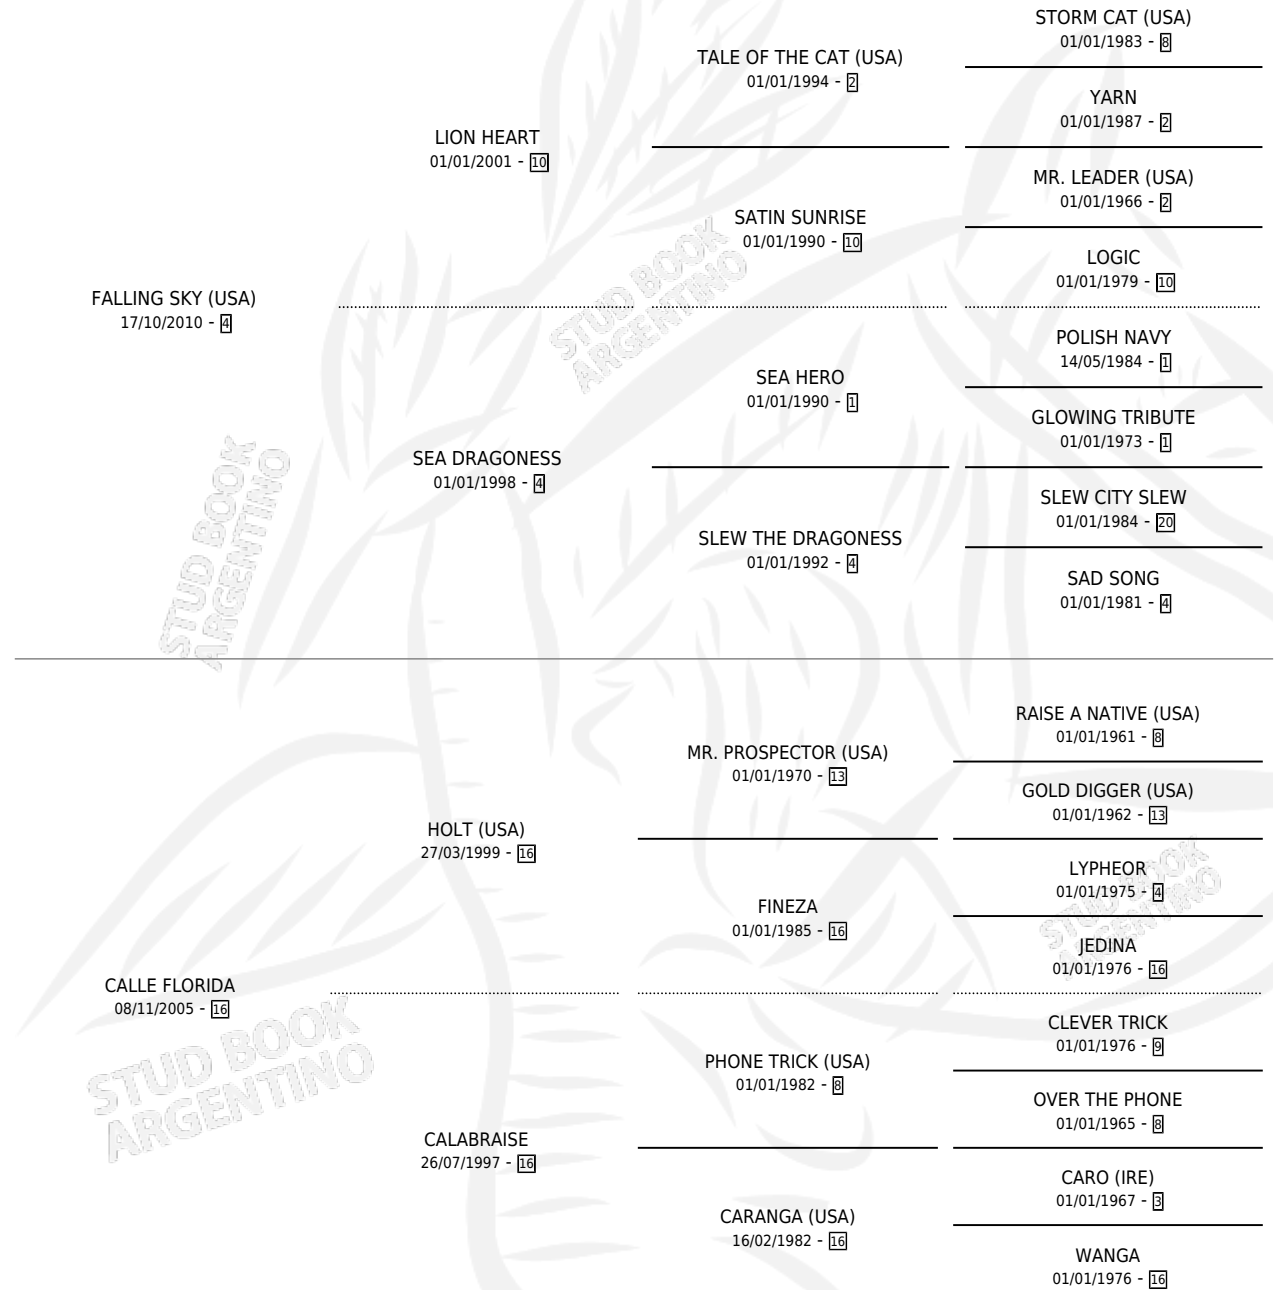 STORM CAT (USA)
01/01/1983 - 8
TALE OF THE CAT (USA)
01/01/1994 - 2
YARN
01/01/1987 - 2
LION HEART
01/01/2001 - 10
MR. LEADER (USA)
01/01/1966 - 2
SATIN SUNRISE
01/01/1990 - 10
LOGIC
01/01/1979 - 10
FALLING SKY (USA)
17/10/2010 - 4
POLISH NAVY
14/05/1984 - 1
SEA HERO
01/01/1990 - 1
GLOWING TRIBUTE
01/01/1973 - 1
SEA DRAGONESS
01/01/1998 - 4
SLEW CITY SLEW
01/01/1984 - 20
SLEW THE DRAGONESS
01/01/1992 - 4
SAD SONG
01/01/1981 - 4
RAISE A NATIVE (USA)
01/01/1961 - 8
MR. PROSPECTOR (USA)
01/01/1970 - 13
GOLD DIGGER (USA)
01/01/1962 - 13
HOLT (USA)
27/03/1999 - 16
LYPHEOR
01/01/1975 - 4
FINEZA
01/01/1985 - 16
JEDINA
01/01/1976 - 16
CALLE FLORIDA
08/11/2005 - 16
CLEVER TRICK
01/01/1976 - 9
PHONE TRICK (USA)
01/01/1982 - 8
OVER THE PHONE
01/01/1965 - 8
CALABRAISE
26/07/1997 - 16
CARO (IRE)
01/01/1967 - 3
CARANGA (USA)
16/02/1982 - 16
WANGA
01/01/1976 - 16
STUD BOOK
ARGENTINO
STUD BOOK
ARGENTINO
STUD BOOK
ARGENTINO
STUD BOOK
ARGENTINO